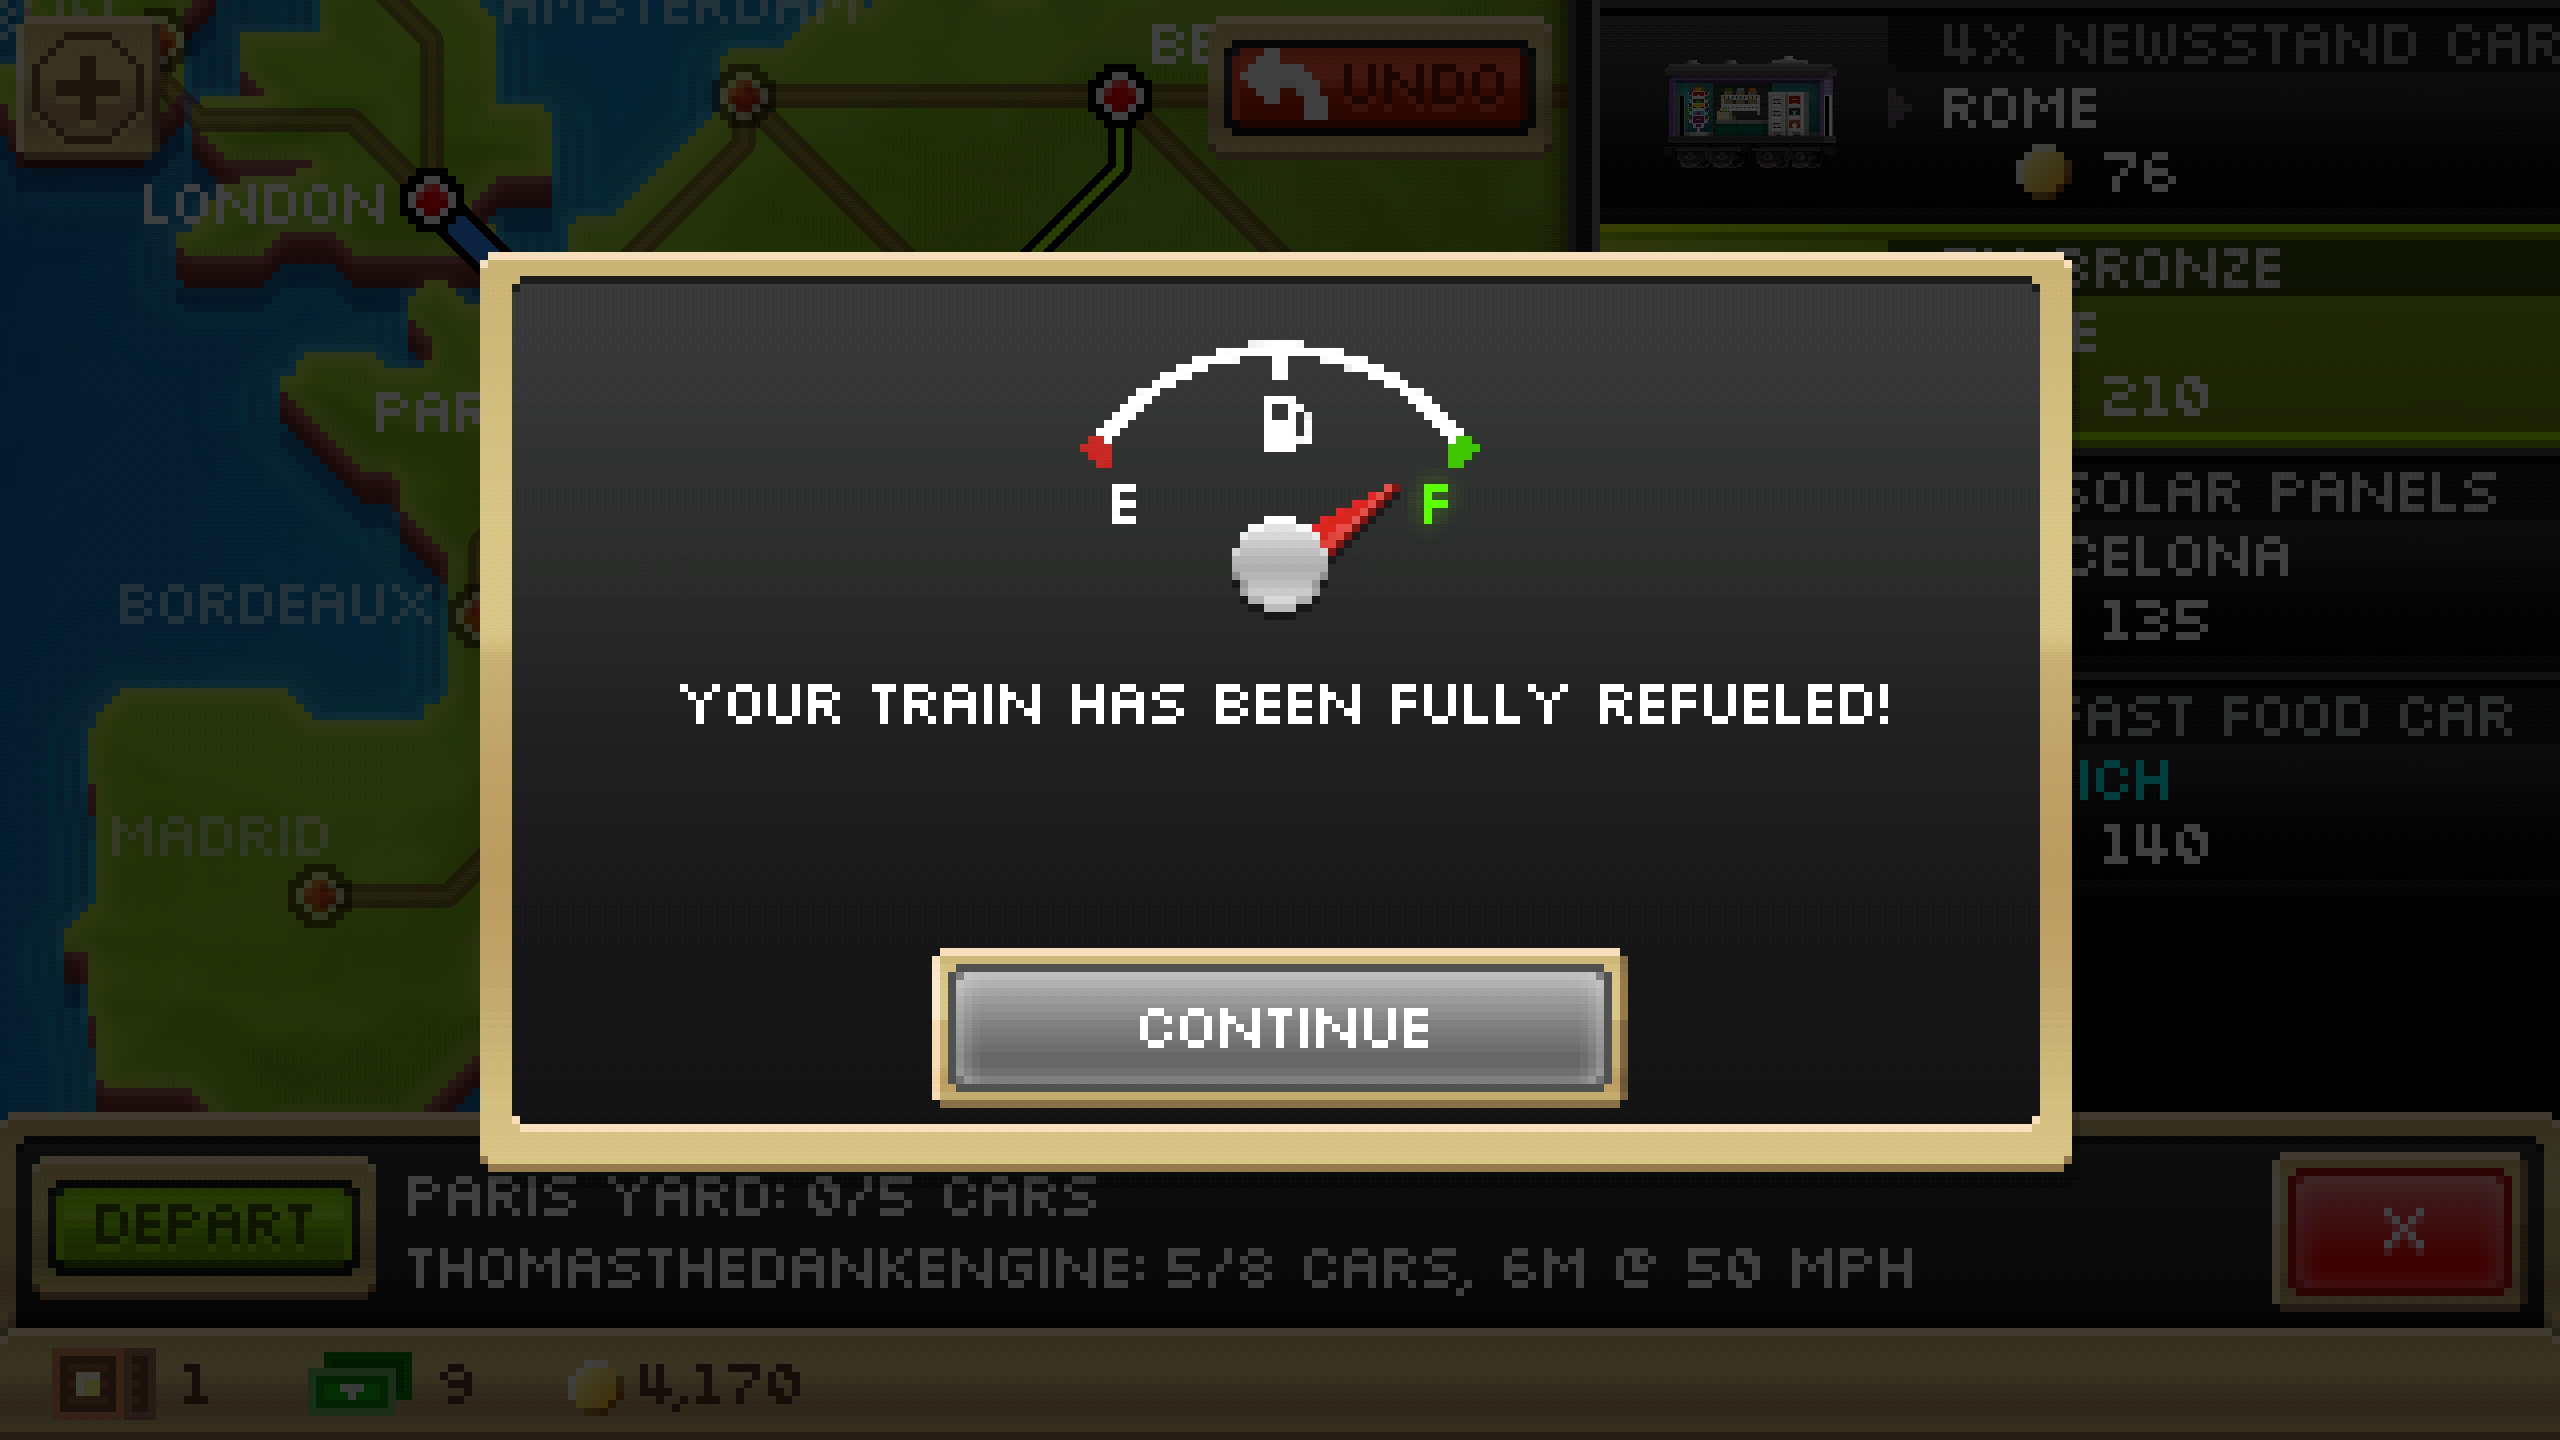 AMSTERDAM
BE
UNDO
4X NEWSSTAND CAR
ROME
76
LONDON
BRONZE
E
210
PAR
E
F
SOLAR PANELS
CELONA
135
BORDEAUX
YOUR TRAIN HAS BEEN FULLY REFUELED!
FAST FOOD CAR
ICH
140
MADRID
CONTINUE
DEPART
PARIS YARD: 0/5 CARS
THOMASTHEDANKENGINE: 5/8 CARS, 6M @ 50 MPH
X
1
9
4,170